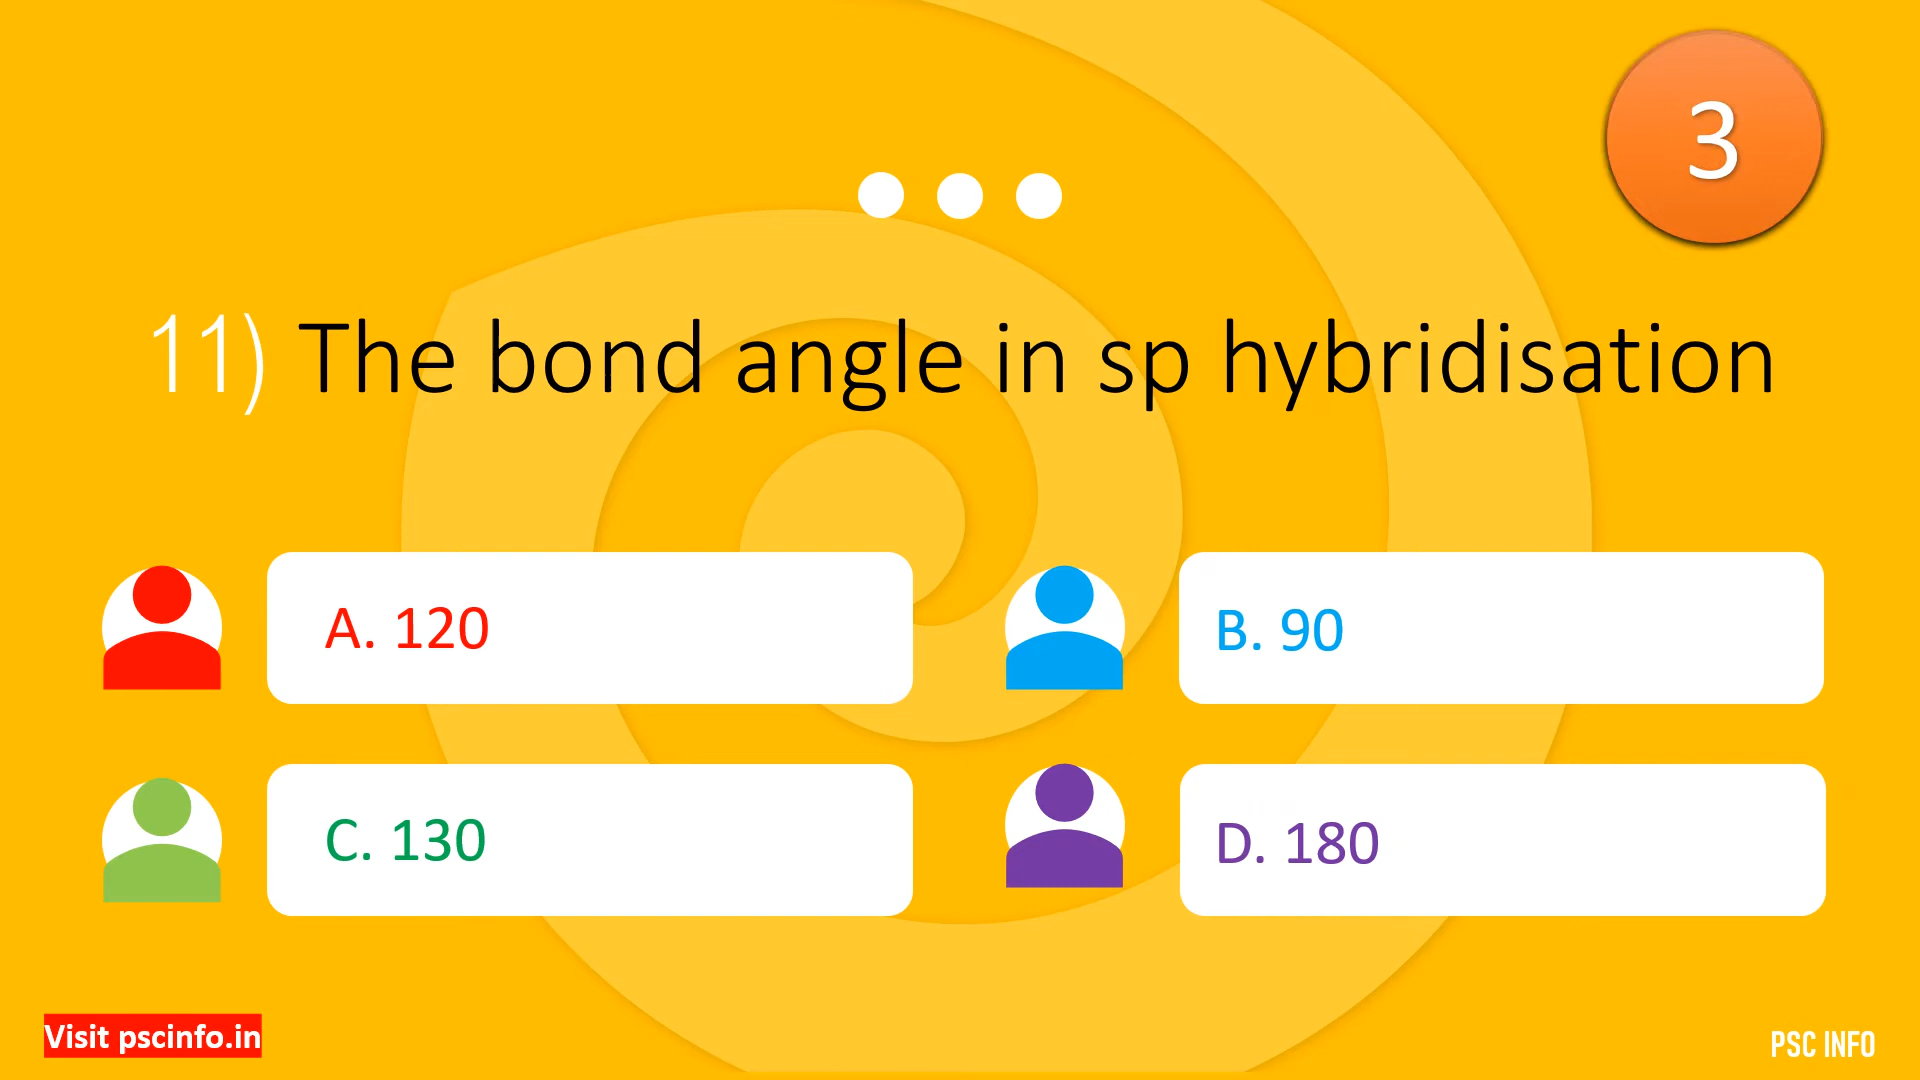 3
11) The bond angle in sp hybridisation
A. 120
B. 90
C. 130
D. 180
Visit pscinfo.in
PSC INFO